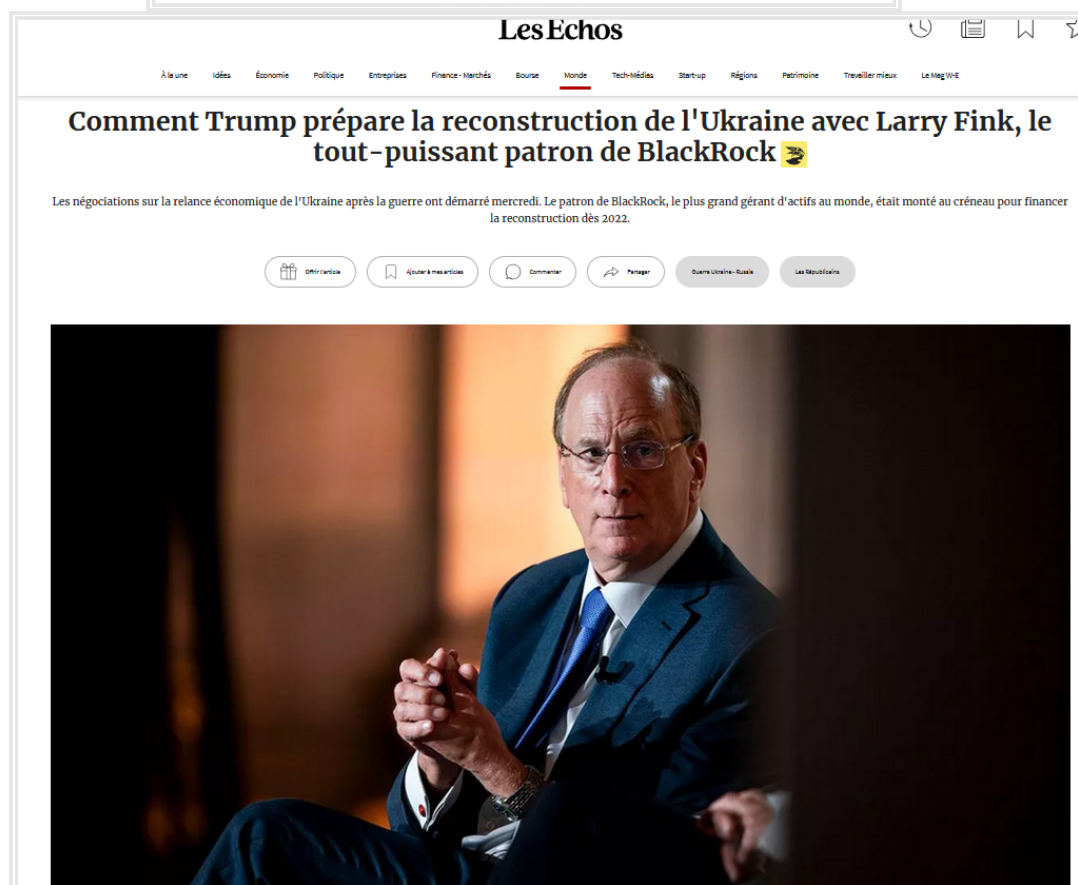 Les Echos
À la une Idées Économie Politique Entreprises Finance - Marchés Bourse Monde Tech-Médias Start-up Régions Patrimoine Travailler mieux Le Mag W-E
Comment Trump prépare la reconstruction de l'Ukraine avec Larry Fink, le
tout-puissant patron de BlackRock
Les négociations sur la relance économique de l'Ukraine après la guerre ont démarré mercredi. Le patron de BlackRock, le plus grand gérant d'actifs au monde, était monté au créneau pour financer
la reconstruction dès 2022.
Offrir l'article Ajouter à mes articles Commenter Partager Guerre Ukraine - Russie Les Républicains